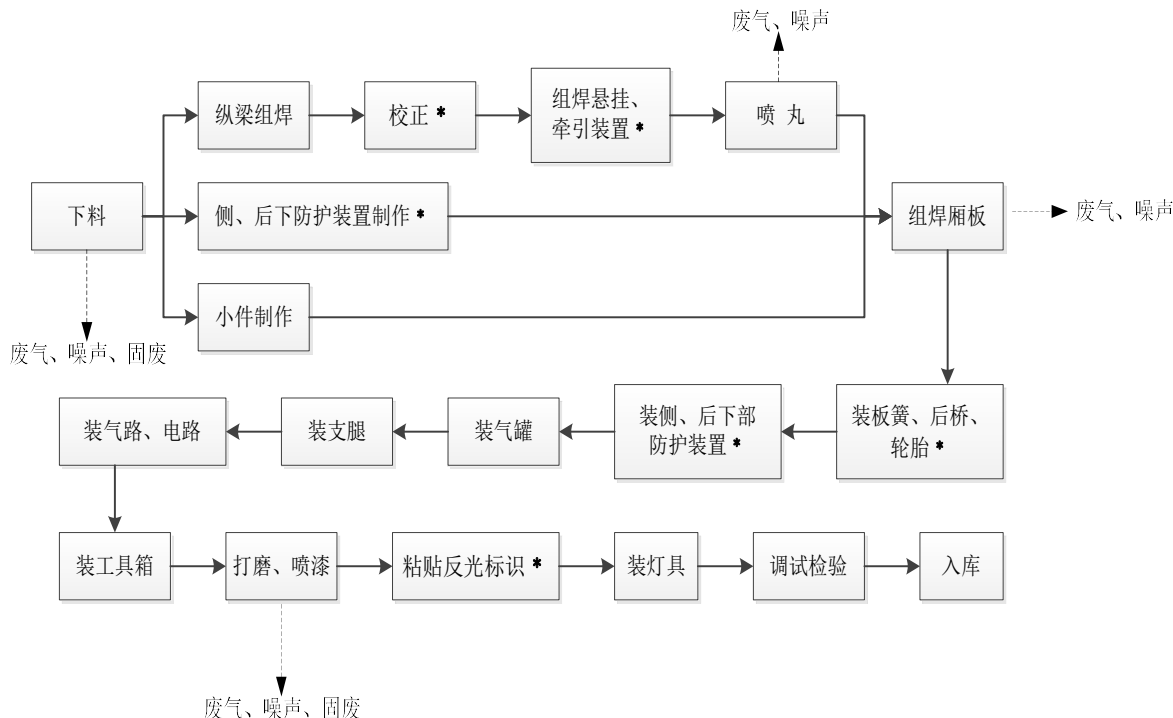 废气、噪声
纵梁组焊
校正*
组焊悬挂、
牵引装置*
喷 丸
下料
侧、后下防护装置制作*
组焊厢板
废气、噪声
小件制作
废气、噪声、固废
装气路、电路
装支腿
装气罐
装侧、后下部
防护装置*
装板簧、后桥、
轮胎*
装工具箱
打磨、喷漆
粘贴反光标识*
装灯具
调试检验
入库
废气、噪声、固废